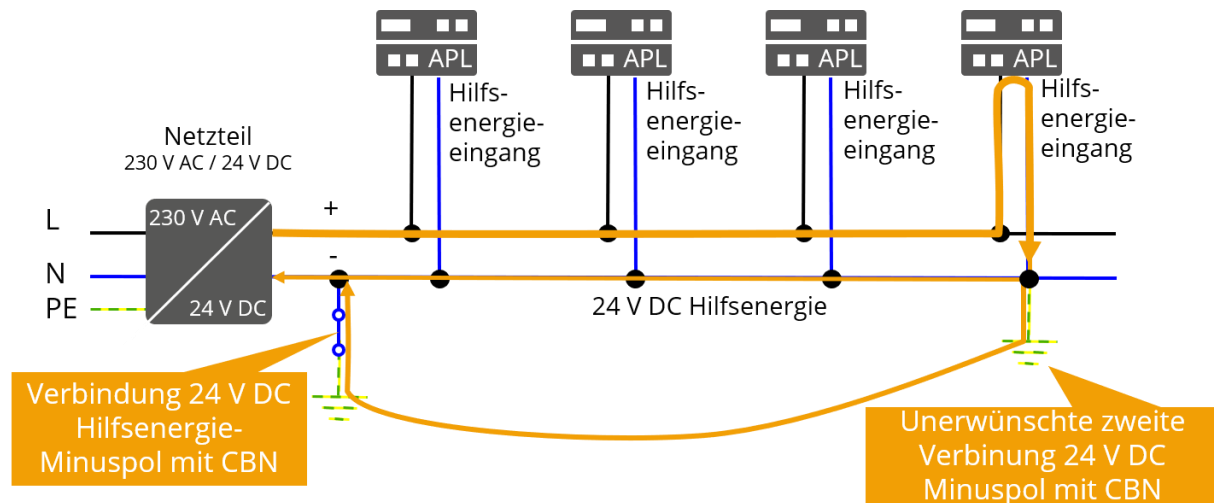 APL
APL
APL
APL
Hilfs-
energie-
eingang
Hilfs-
energie-
eingang
Hilfs-
energie-
eingang
Hilfs-
energie-
eingang
Netzteil
230 V AC / 24 V DC
L
N
PE
230 V AC
24 V DC
+
-
24 V DC Hilfsenergie
Verbindung 24 V DC
Hilfsenergie-
Minuspol mit CBN
Unerwünschte zweite
Verbinung 24 V DC
Minuspol mit CBN